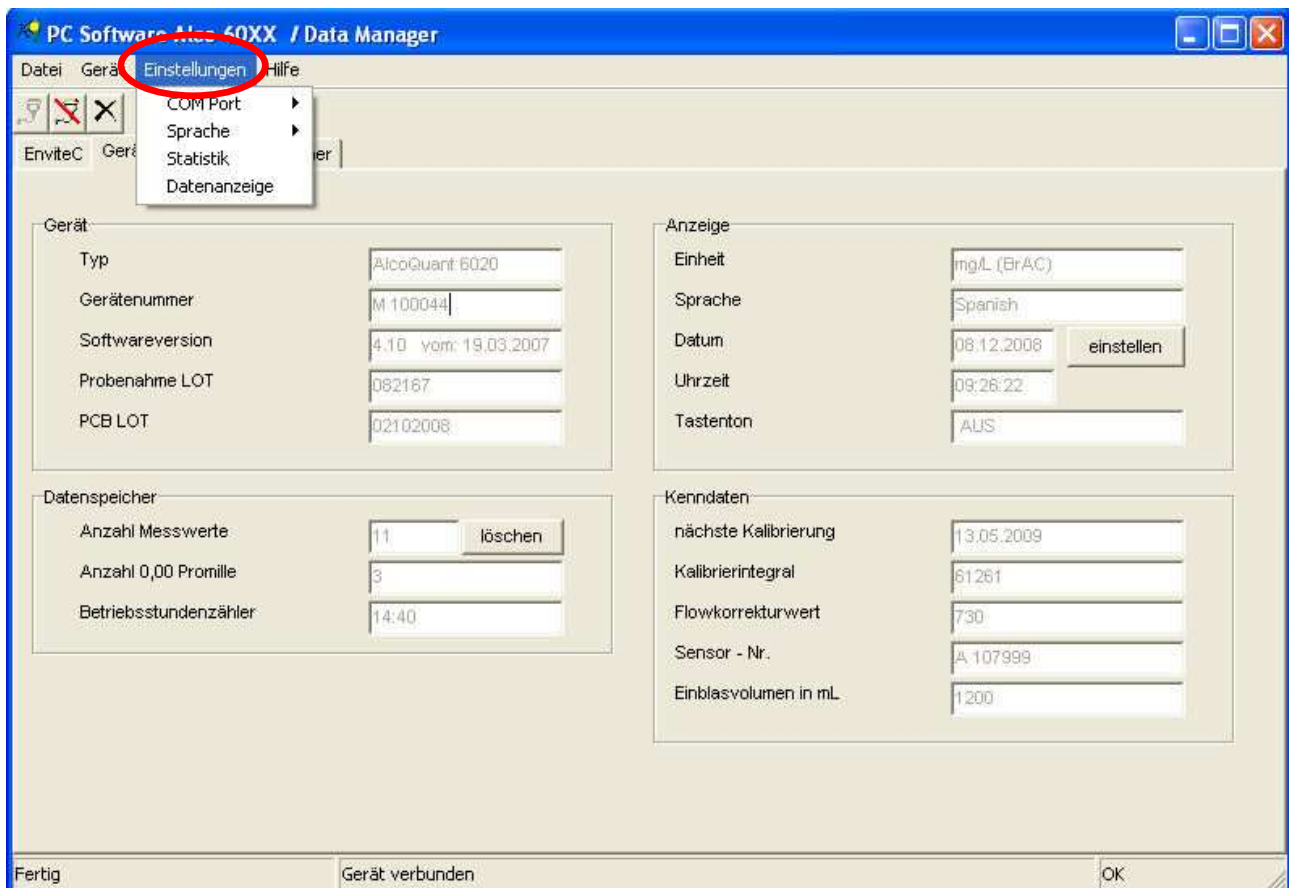 PC Software Alco 60XX / Data Manager
Datei Gerä Einstellungen Hilfe
COM Port
Sprache
Statistik
Datenanzeige
EnviteC Gerä er
Gerät
Typ AlcoQuant 6020
Gerätenummer M 100044
Softwareversion 4.10 vom: 19.03.2007
Probenahme LOT 082167
PCB LOT 02102008
Anzeige
Einheit mg/L (BrAC)
Sprache Spanish
Datum 08.12.2008 einstellen
Uhrzeit 09:26:22
Tastenton AUS
Datenspeicher
Anzahl Messwerte 11 löschen
Anzahl 0,00 Promille 3
Betriebsstundenzähler 14:40
Kenndaten
nächste Kalibrierung 13.05.2009
Kalibrierintegral 61261
Flowkorrekturwert 730
Sensor - Nr. A 107999
Einblasvolumen in mL 1200
Fertig Gerät verbunden OK